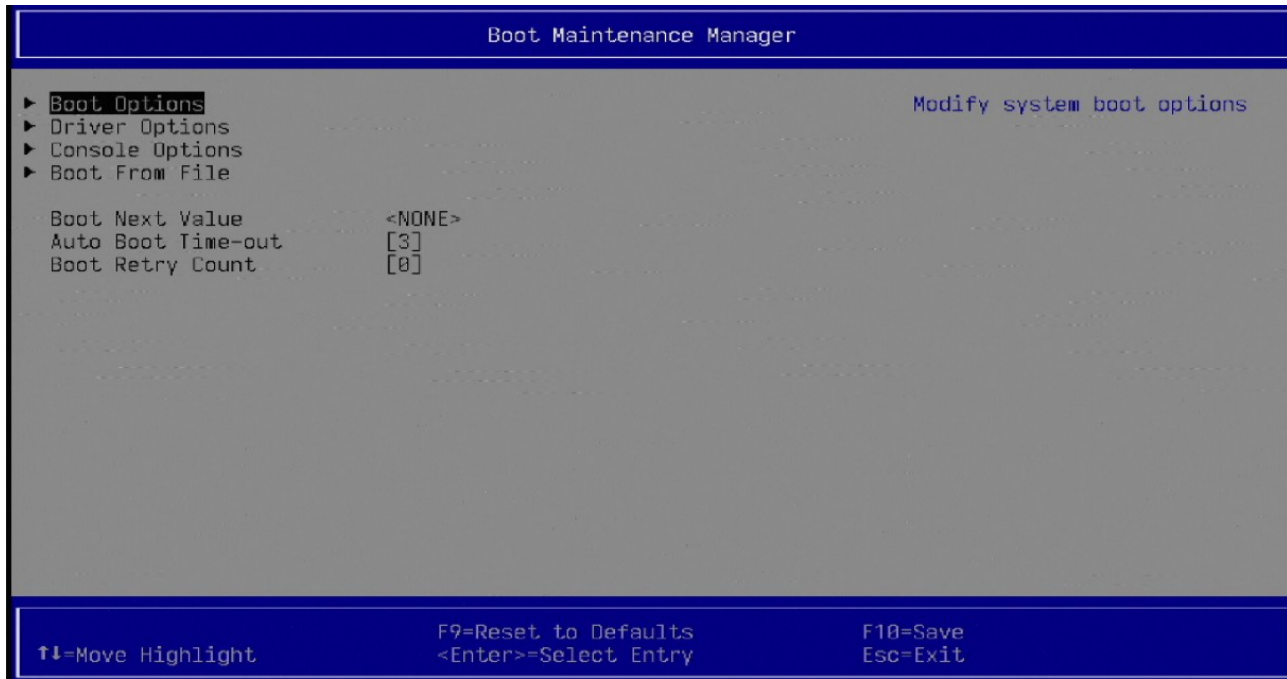 Boot Maintenance Manager
▶ Boot Options
Modify system boot options
▶ Driver Options
▶ Console Options
▶ Boot From File
Boot Next Value <NONE>
Auto Boot Time-out [3]
Boot Retry Count [0]
F9=Reset to Defaults F10=Save
↑↓=Move Highlight <Enter>=Select Entry Esc=Exit